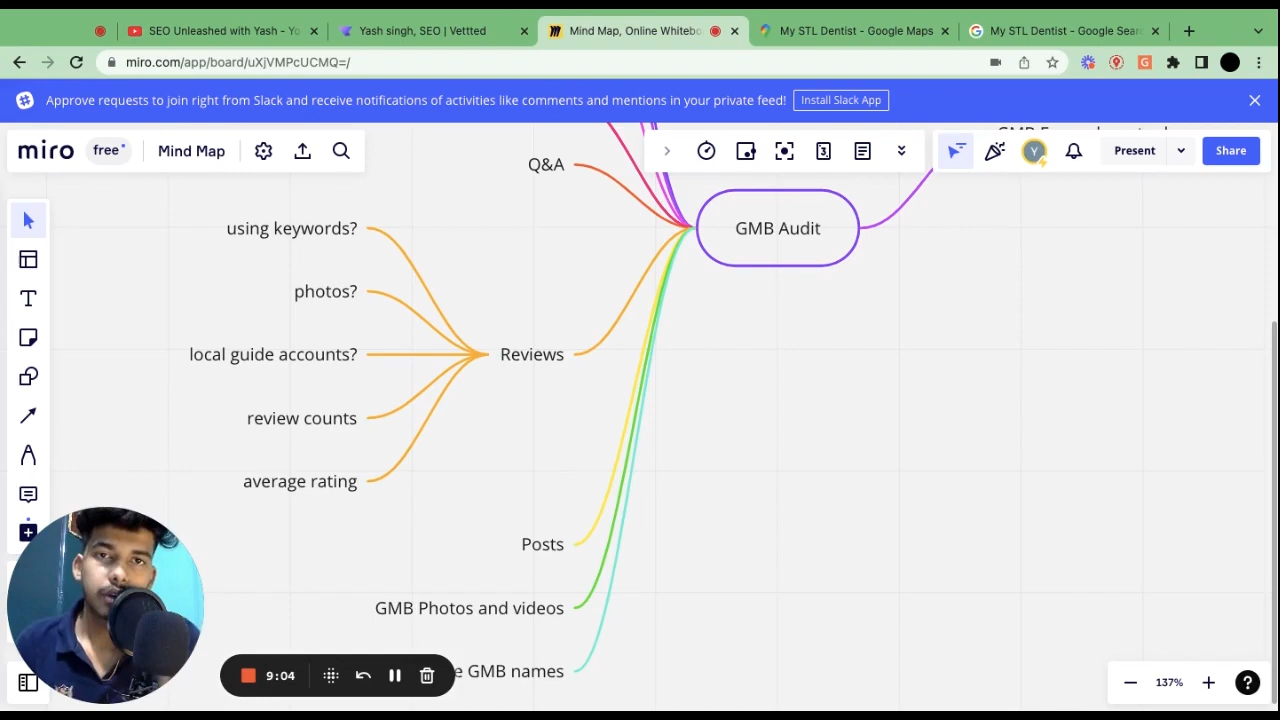 SEO Unleashed with Yash - Yo
Yash singh, SEO | Vettted
Mind Map, Online Whitebo
My STL Dentist - Google Maps
My STL Dentist - Google Sear
miro.com/app/board/uXjVMPcUCMQ=/
Approve requests to join right from Slack and receive notifications of activities like comments and mentions in your private feed!
Install Slack App
miro
free
Mind Map
3
Y
Present
Share
Q&A
GMB Audit
using keywords?
photos?
local guide accounts?
Reviews
review counts
average rating
Posts
GMB Photos and videos
e GMB names
9:04
137%
?